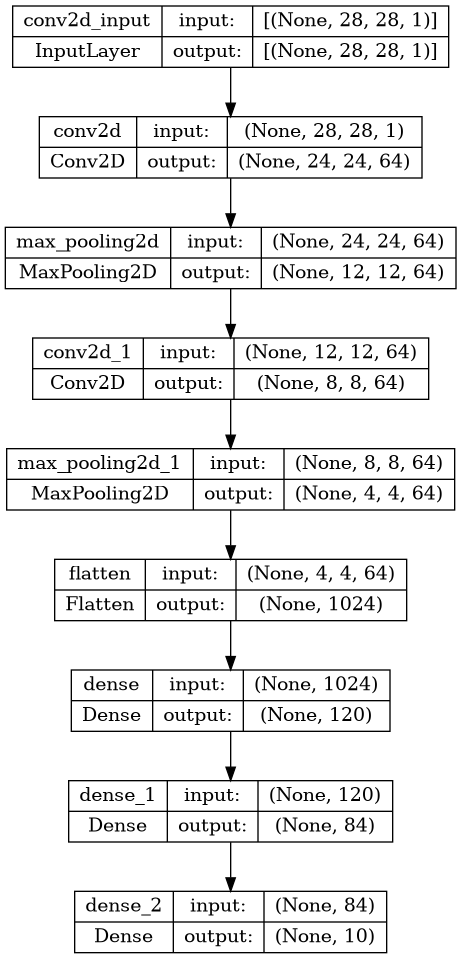 conv2d_input input: [(None, 28, 28, 1)]
InputLayer output: [(None, 28, 28, 1)]
conv2d input: (None, 28, 28, 1)
Conv2D output: (None, 24, 24, 64)
max_pooling2d input: (None, 24, 24, 64)
MaxPooling2D output: (None, 12, 12, 64)
conv2d_1 input: (None, 12, 12, 64)
Conv2D output: (None, 8, 8, 64)
max_pooling2d_1 input: (None, 8, 8, 64)
MaxPooling2D output: (None, 4, 4, 64)
flatten input: (None, 4, 4, 64)
Flatten output: (None, 1024)
dense input: (None, 1024)
Dense output: (None, 120)
dense_1 input: (None, 120)
Dense output: (None, 84)
dense_2 input: (None, 84)
Dense output: (None, 10)